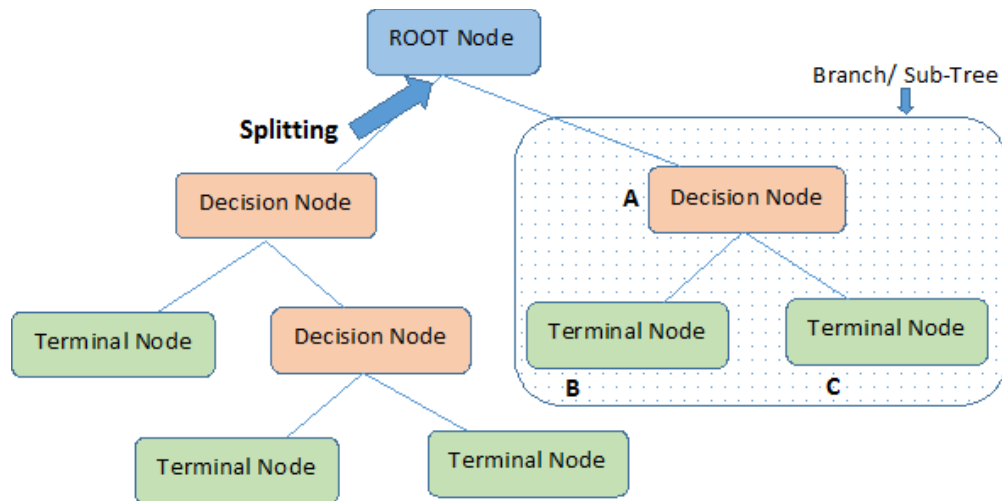 ROOT Node
Branch/ Sub-Tree
Splitting
Decision Node
A
Decision Node
Terminal Node
Decision Node
Terminal Node
Terminal Node
B
C
Terminal Node
Terminal Node